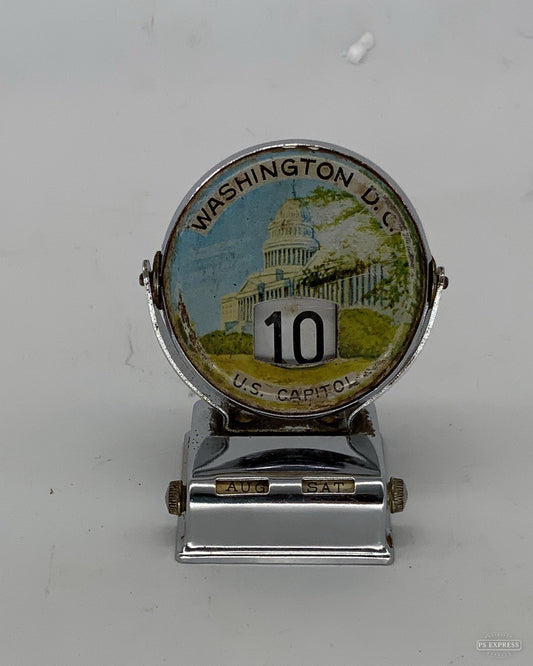 WASHINGTON D.C.
10
U.S. CAPITOL
AUG SAT
PS EXPRESS